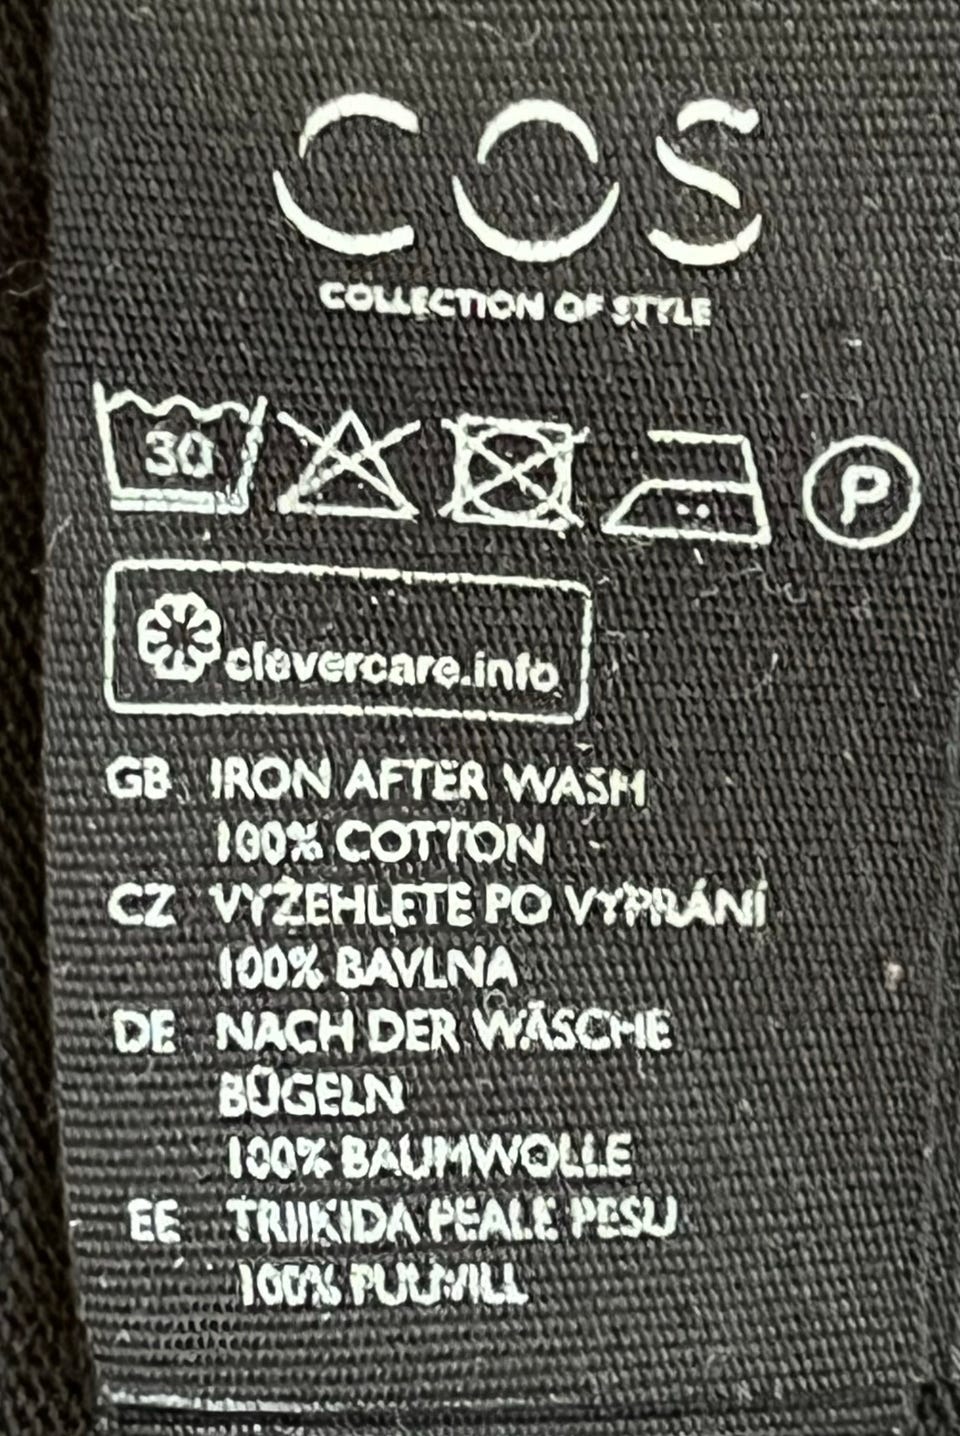 COS
COLLECTION OF STYLE
30
P
clevercare.info
GB IRON AFTER WASH
100% COTTON
CZ VYŽEHLETE PO VYPRÁNÍ
100% BAVLNA
DE NACH DER WÄSCHE
BÜGELN
100% BAUMWOLLE
EE TRIIKIDA PEALE PESU
100% PUUVILL